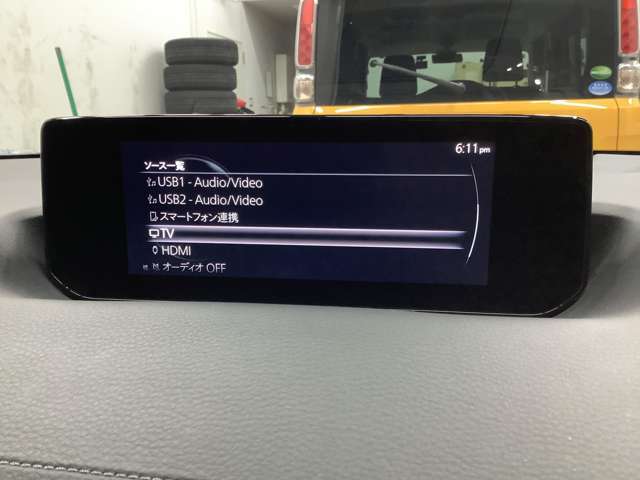 6:11 pm
ソース一覧
USB1 - Audio/Video
USB2 - Audio/Video
スマートフォン連携
TV
HDMI
オーディオ OFF